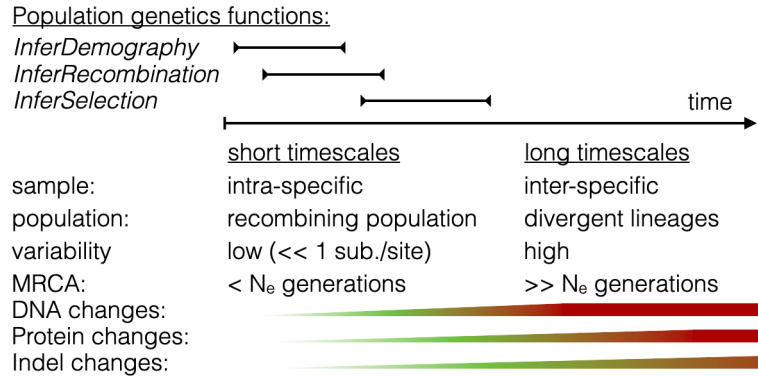 Population genetics functions:
InferDemography
InferRecombination
InferSelection
time
short timescales long timescales
sample: intra-specific inter-specific
population: recombining population divergent lineages
variability low (<< 1 sub./site) high
MRCA: < Nₑ generations >> Nₑ generations
DNA changes:
Protein changes:
Indel changes: